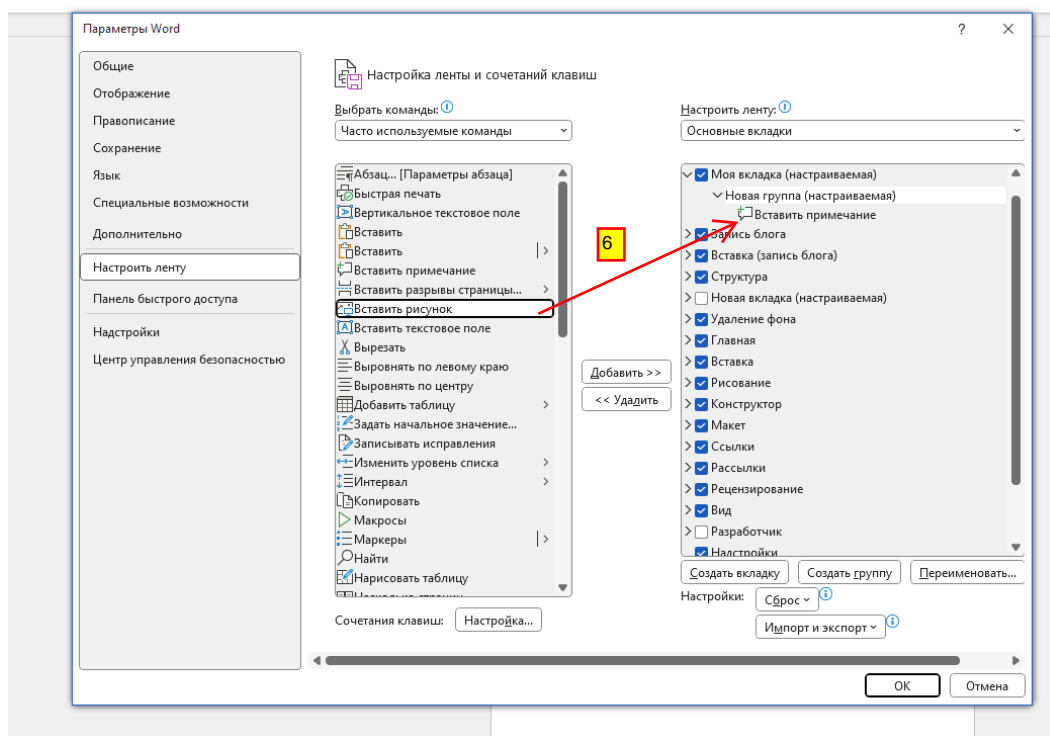 Параметры Word
Общие
Отображение
Правописание
Сохранение
Язык
Специальные возможности
Дополнительно
Настроить ленту
Панель быстрого доступа
Надстройки
Центр управления безопасностью
Настройка ленты и сочетаний клавиш
Выбрать команды:
Часто используемые команды
Абзац... [Параметры абзаца]
Быстрая печать
Вертикальное текстовое поле
Вставить
Вставить
Вставить примечание
Вставить разрывы страницы...
Вставить рисунок
Вставить текстовое поле
Вырезать
Выровнять по левому краю
Выровнять по центру
Добавить таблицу
Задать начальное значение...
Записывать исправления
Изменить уровень списка
Интервал
Копировать
Макросы
Маркеры
Найти
Нарисовать таблицу
Сочетания клавиш: Настройка...
6
Добавить >>
<< Удалить
Настроить ленту:
Основные вкладки
Моя вкладка (настраиваемая)
Новая группа (настраиваемая)
Вставить примечание
Запись блога
Вставка (запись блога)
Структура
Новая вкладка (настраиваемая)
Удаление фона
Главная
Вставка
Рисование
Конструктор
Макет
Ссылки
Рассылки
Рецензирование
Вид
Разработчик
Надстройки
Создать вкладку Создать группу Переименовать...
Настройки: Сброс
Импорт и экспорт
ОК Отмена